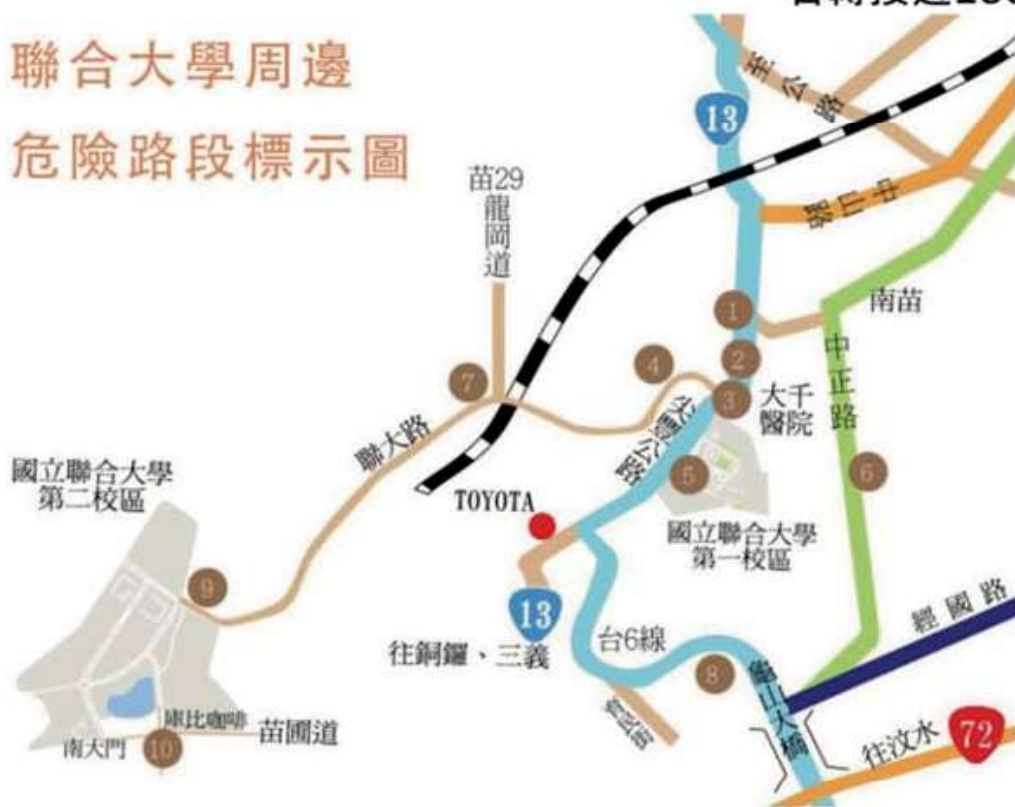 聯合大學周邊
危險路段標示圖
至公路
13
苗29
龍岡道
中山路
1
南苗
2
4
7
3
大千
醫院
中正路
尖豐公路
聯大路
5
6
國立聯合大學
第二校區
TOYOTA
國立聯合大學
第一校區
9
13
經國路
往銅鑼、三義
台6線
8
龜山大橋
庫比咖啡
苗圃道
南大門
10
往汶水
72